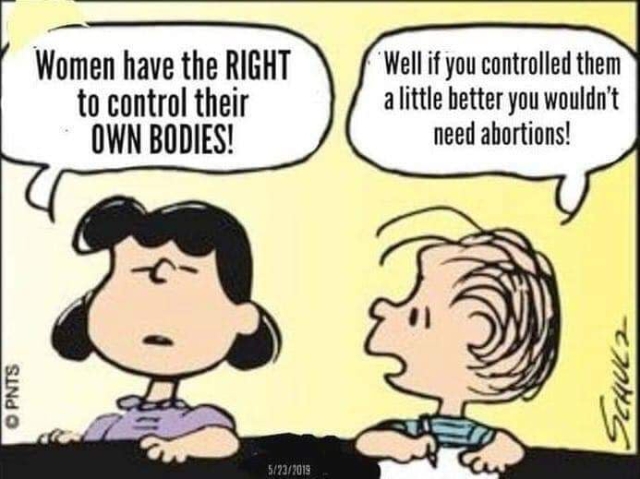 Women have the RIGHT
to control their
OWN BODIES!
Well if you controlled them
a little better you wouldn't
need abortions!
© PNTS
SCHULZ
5/23/2019